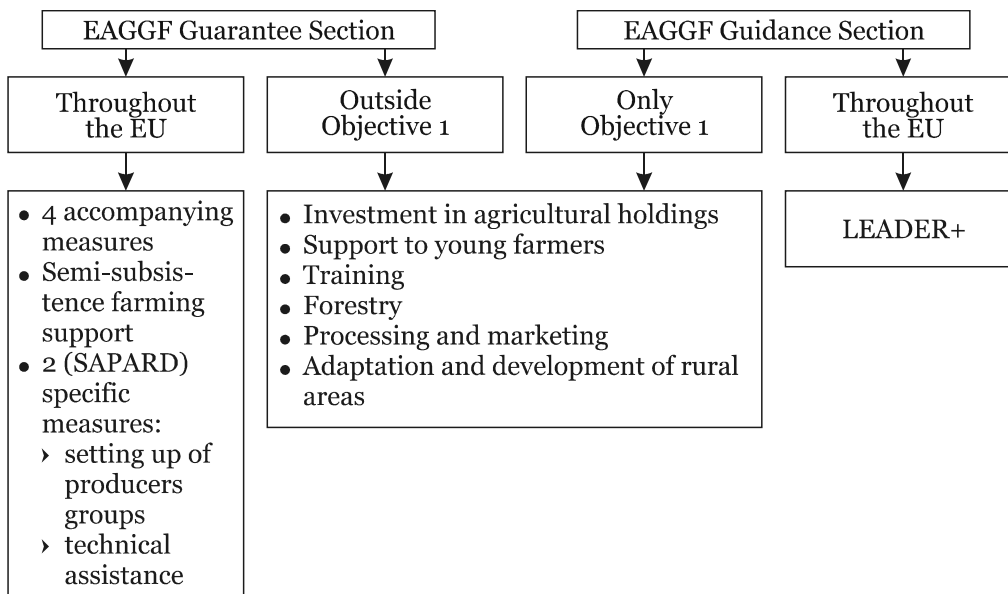 EAGGF Guarantee Section
EAGGF Guidance Section
Throughout
the EU
Outside
Objective 1
Only
Objective 1
Throughout
the EU
• 4 accompanying
measures
• Semi-subsis-
tence farming
support
• 2 (SAPARD)
specific
measures:
› setting up of
producers
groups
› technical
assistance
• Investment in agricultural holdings
• Support to young farmers
• Training
• Forestry
• Processing and marketing
• Adaptation and development of rural
areas
LEADER+